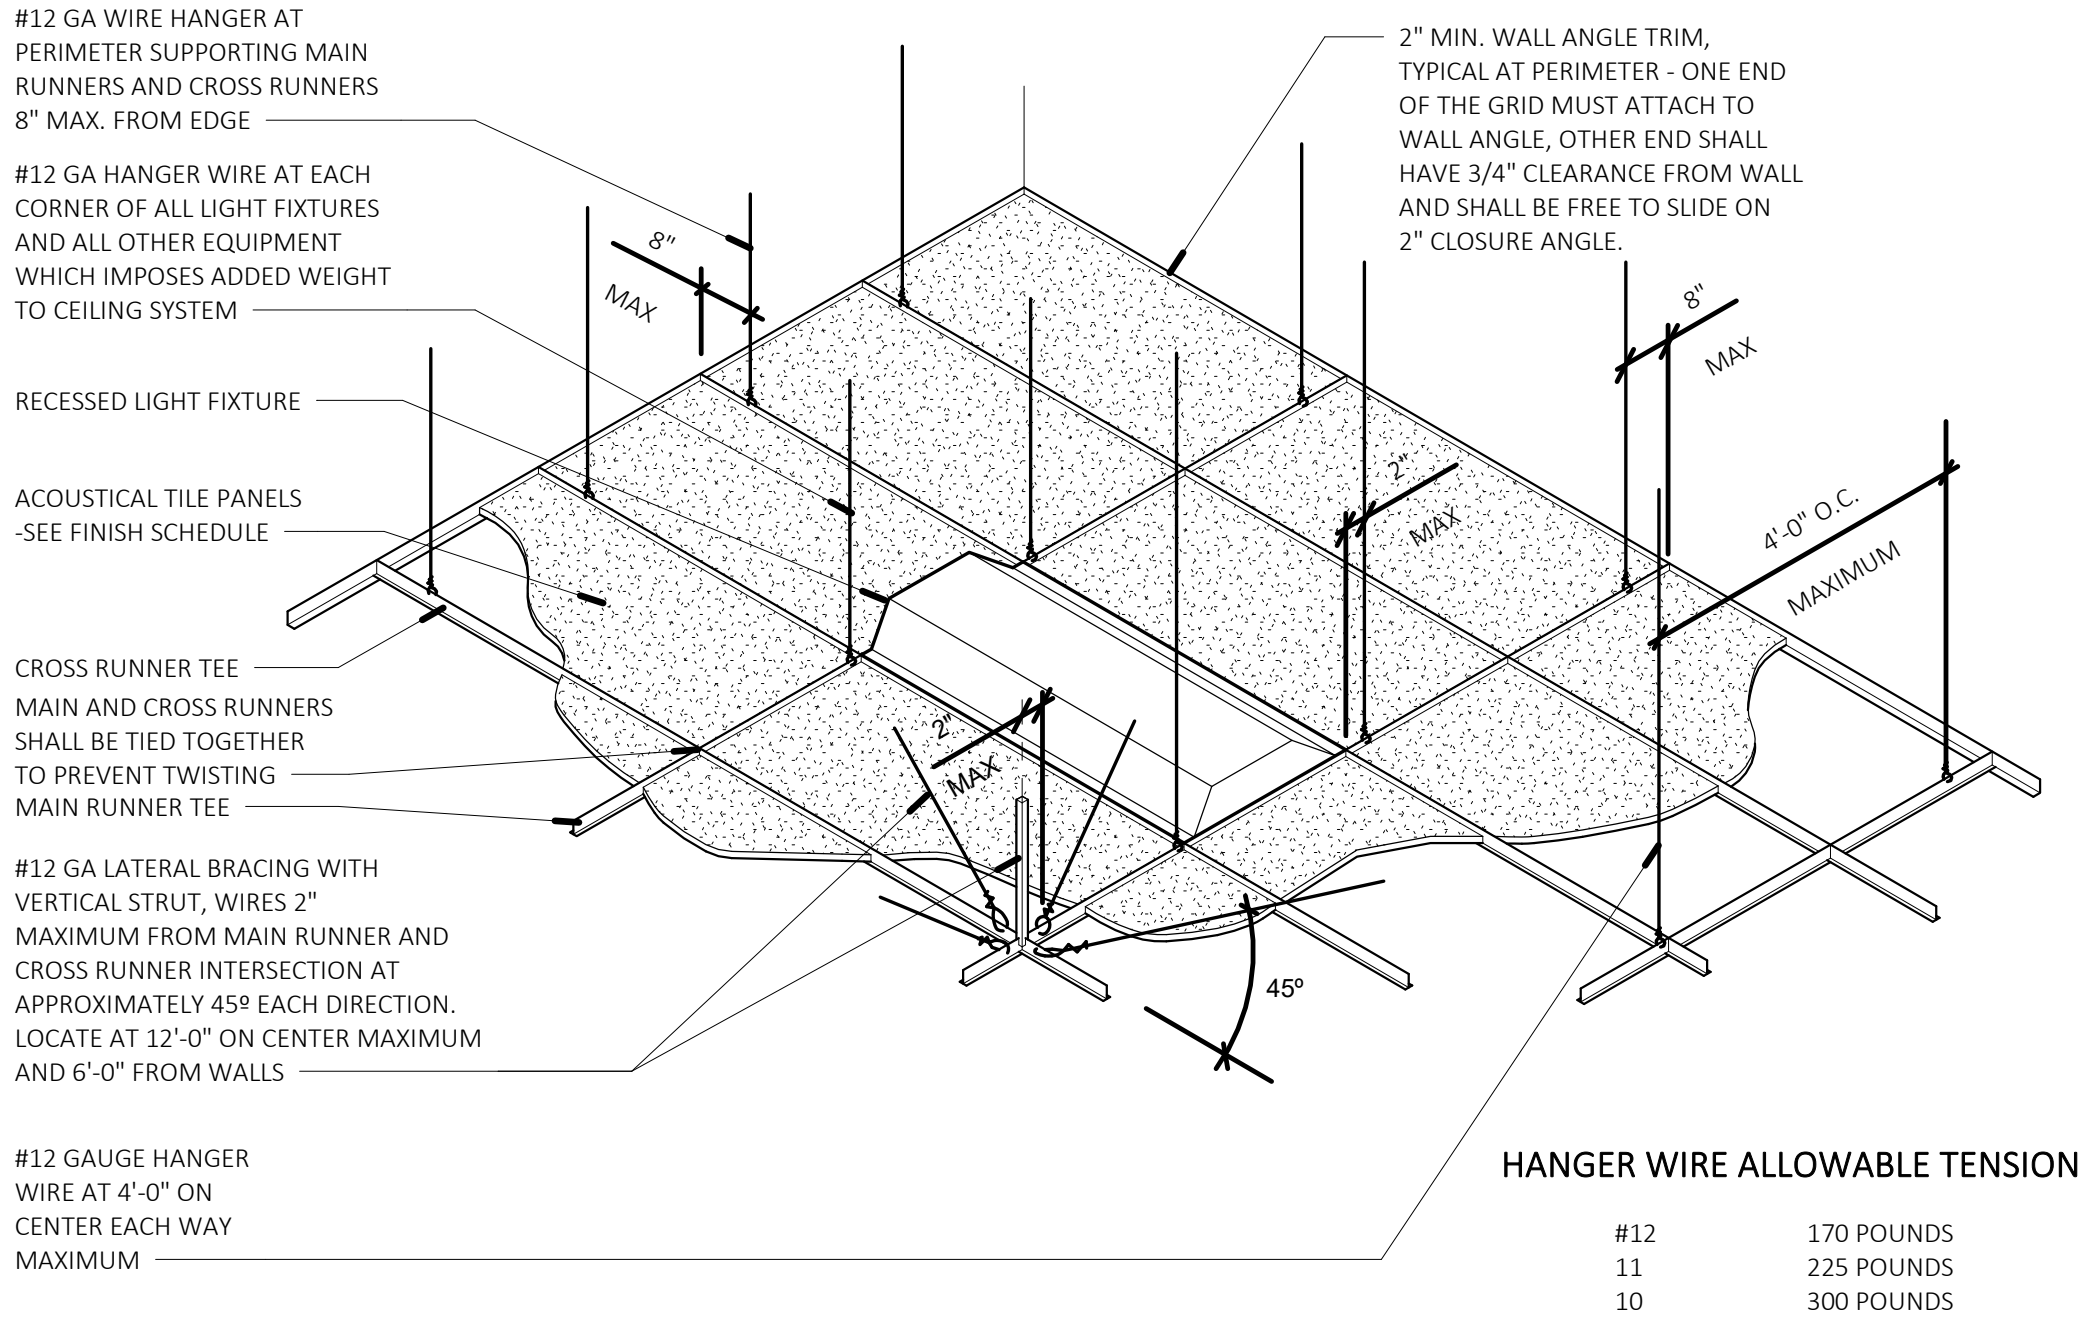 #12 GA WIRE HANGER AT
PERIMETER SUPPORTING MAIN
RUNNERS AND CROSS RUNNERS
8" MAX. FROM EDGE
#12 GA HANGER WIRE AT EACH
CORNER OF ALL LIGHT FIXTURES
AND ALL OTHER EQUIPMENT
WHICH IMPOSES ADDED WEIGHT
TO CEILING SYSTEM
RECESSED LIGHT FIXTURE
ACOUSTICAL TILE PANELS
-SEE FINISH SCHEDULE
CROSS RUNNER TEE
MAIN AND CROSS RUNNERS
SHALL BE TIED TOGETHER
TO PREVENT TWISTING
MAIN RUNNER TEE
#12 GA LATERAL BRACING WITH
VERTICAL STRUT, WIRES 2"
MAXIMUM FROM MAIN RUNNER AND
CROSS RUNNER INTERSECTION AT
APPROXIMATELY 45º EACH DIRECTION.
LOCATE AT 12'-0" ON CENTER MAXIMUM
AND 6'-0" FROM WALLS
#12 GAUGE HANGER
WIRE AT 4'-0" ON
CENTER EACH WAY
MAXIMUM
8"
MAX
2" MIN. WALL ANGLE TRIM,
TYPICAL AT PERIMETER - ONE END
OF THE GRID MUST ATTACH TO
WALL ANGLE, OTHER END SHALL
HAVE 3/4" CLEARANCE FROM WALL
AND SHALL BE FREE TO SLIDE ON
2" CLOSURE ANGLE.
8"
MAX
2"
MAX
4'-0" O.C.
MAXIMUM
2"
MAX
45º
HANGER WIRE ALLOWABLE TENSION
#12 170 POUNDS
11 225 POUNDS
10 300 POUNDS